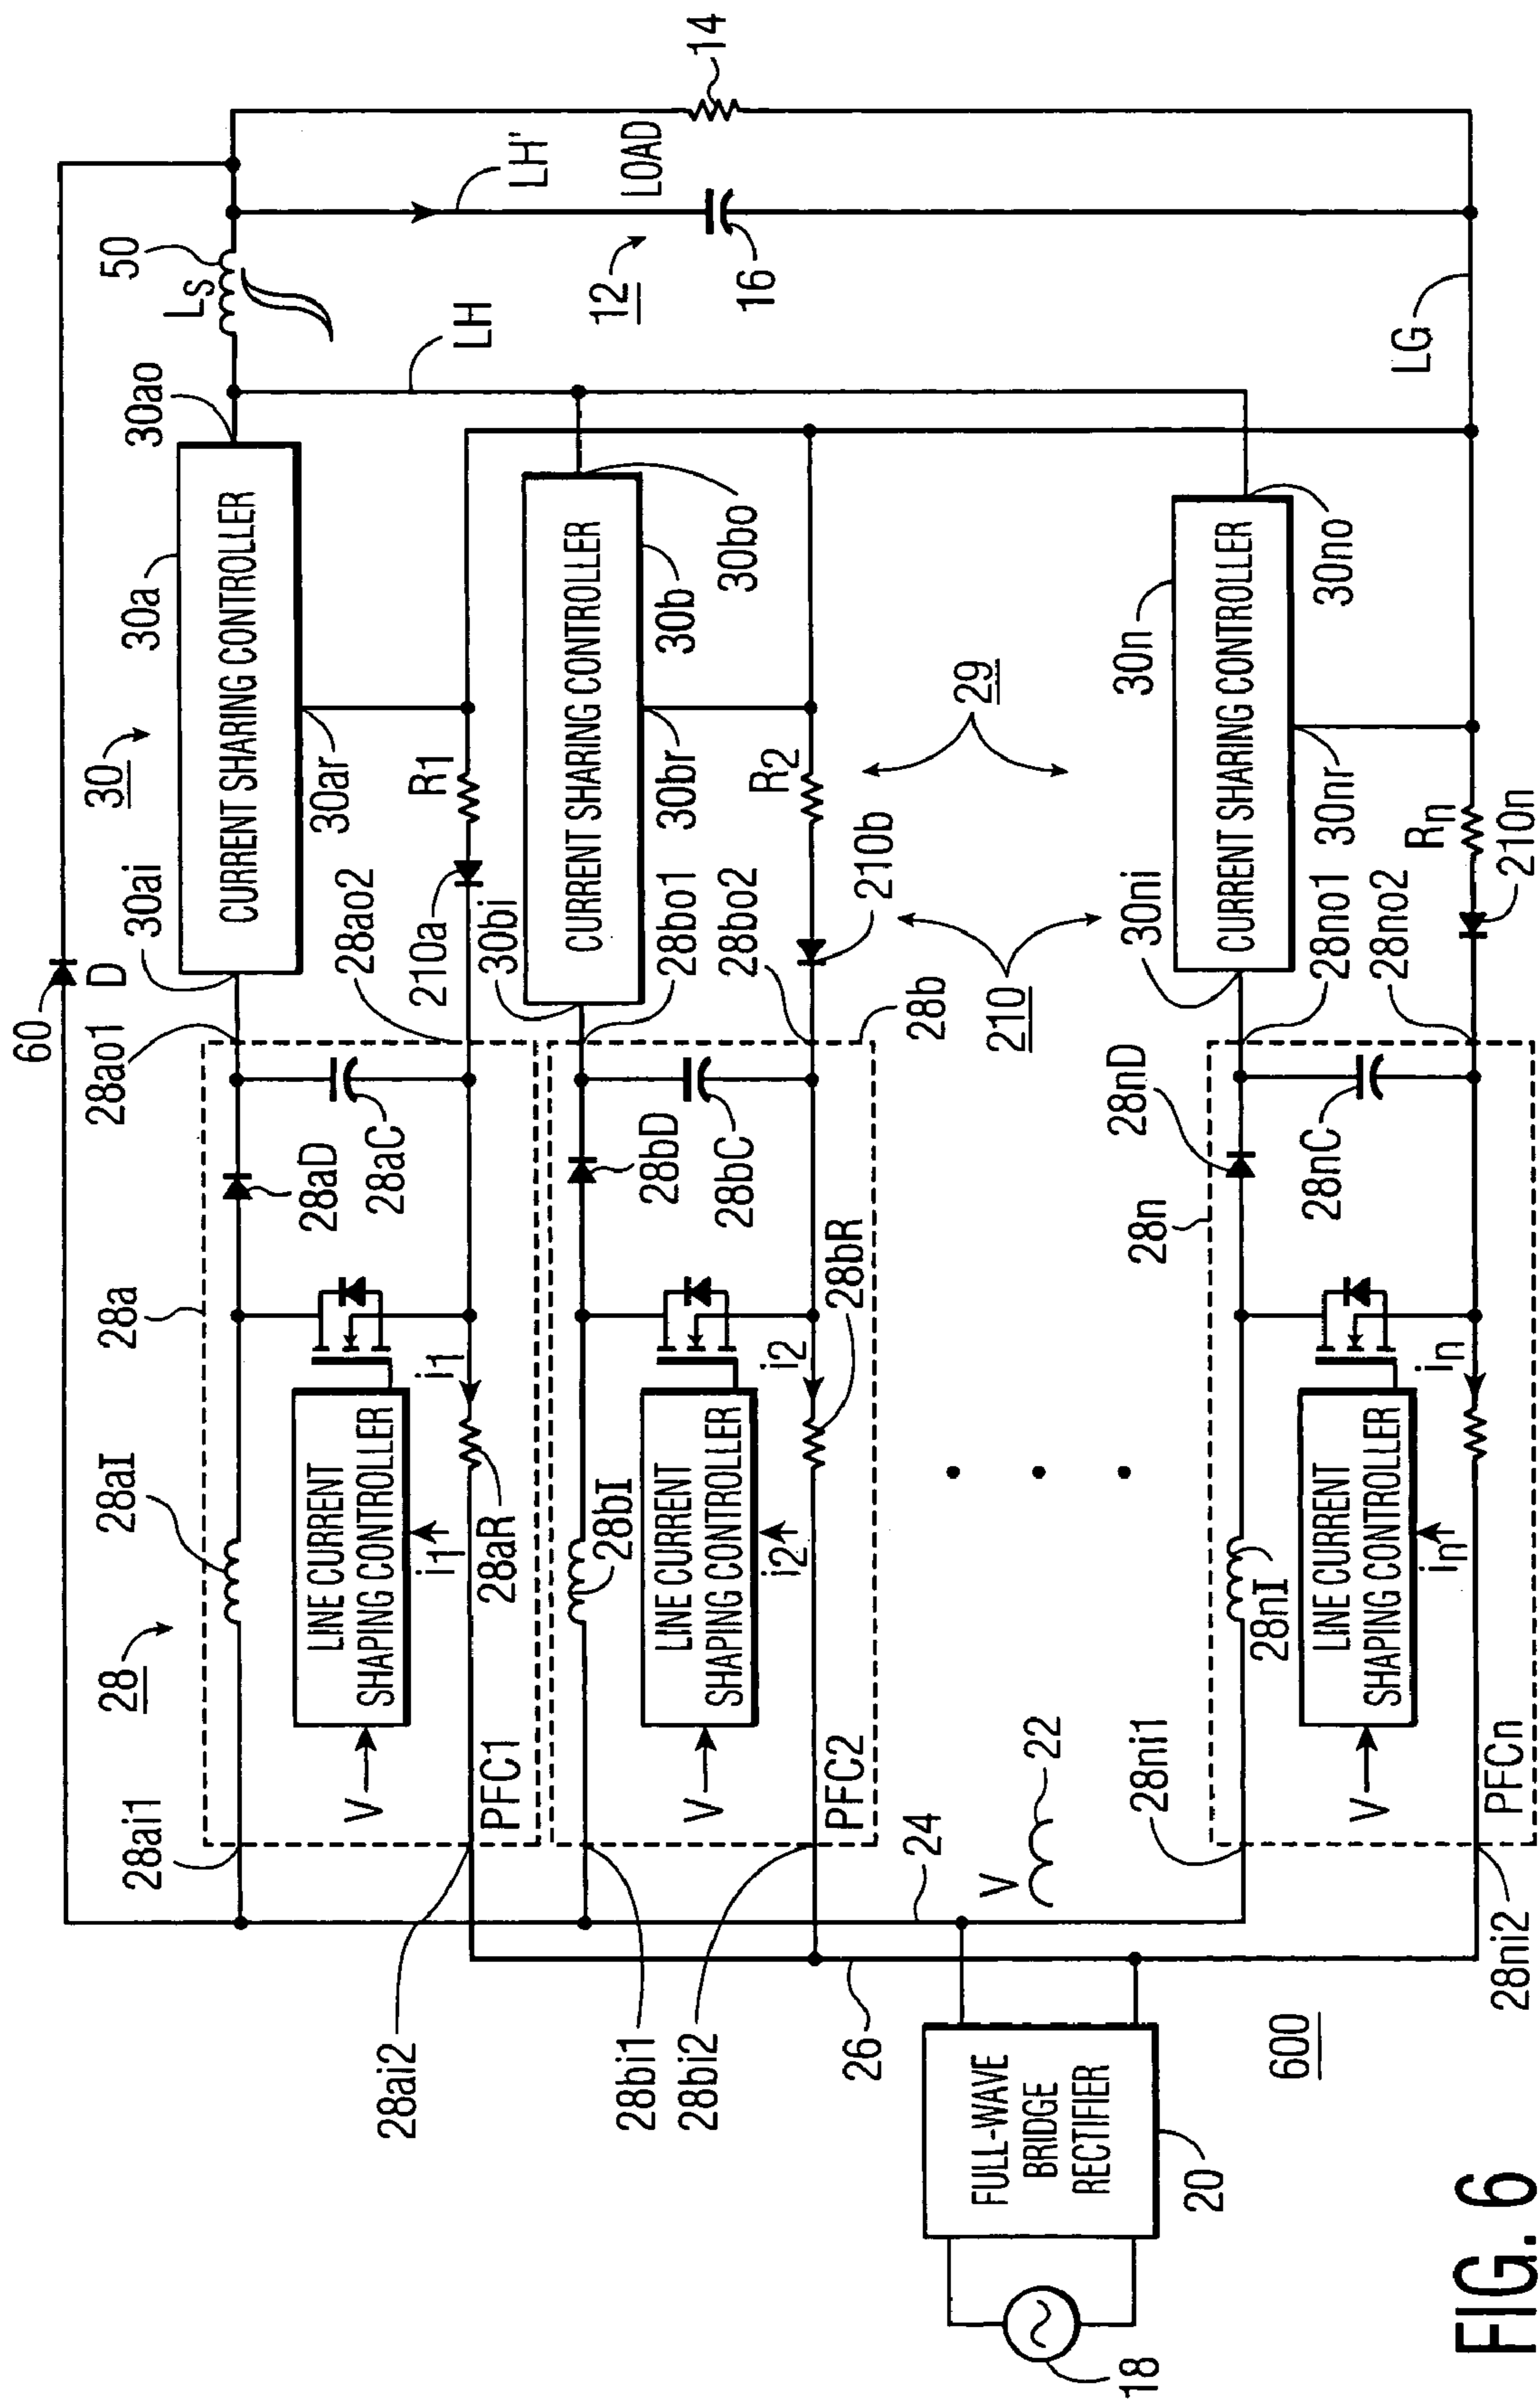 60
D
28ao1
30ai
30
30a
30ao
LS
50
14
28
28aI
28a
28aD
28aC
28ao2
210a
R1
30ar
CURRENT SHARING CONTROLLER
LH
LH'
LOAD
12
16
28ai1
V
LINE CURRENT
SHAPING CONTROLLER
i1
i1
28aR
PFC1
28ai2
30bi
28bo1
28bo2
CURRENT SHARING CONTROLLER
30b
30bo
30br
R2
210b
28b
28bI
28bD
28bC
28bR
V
LINE CURRENT
SHAPING CONTROLLER
i2
i2
PFC2
28bi1
28bi2
29
210
26
24
V
22
28ni1
28n
28nD
28nC
28nI
30ni
28no1
28no2
30n
CURRENT SHARING CONTROLLER
30no
30nr
Rn
210n
LG
V
LINE CURRENT
SHAPING CONTROLLER
in
in
PFCn
28ni2
18
FULL-WAVE
BRIDGE
RECTIFIER
20
600
FIG. 6